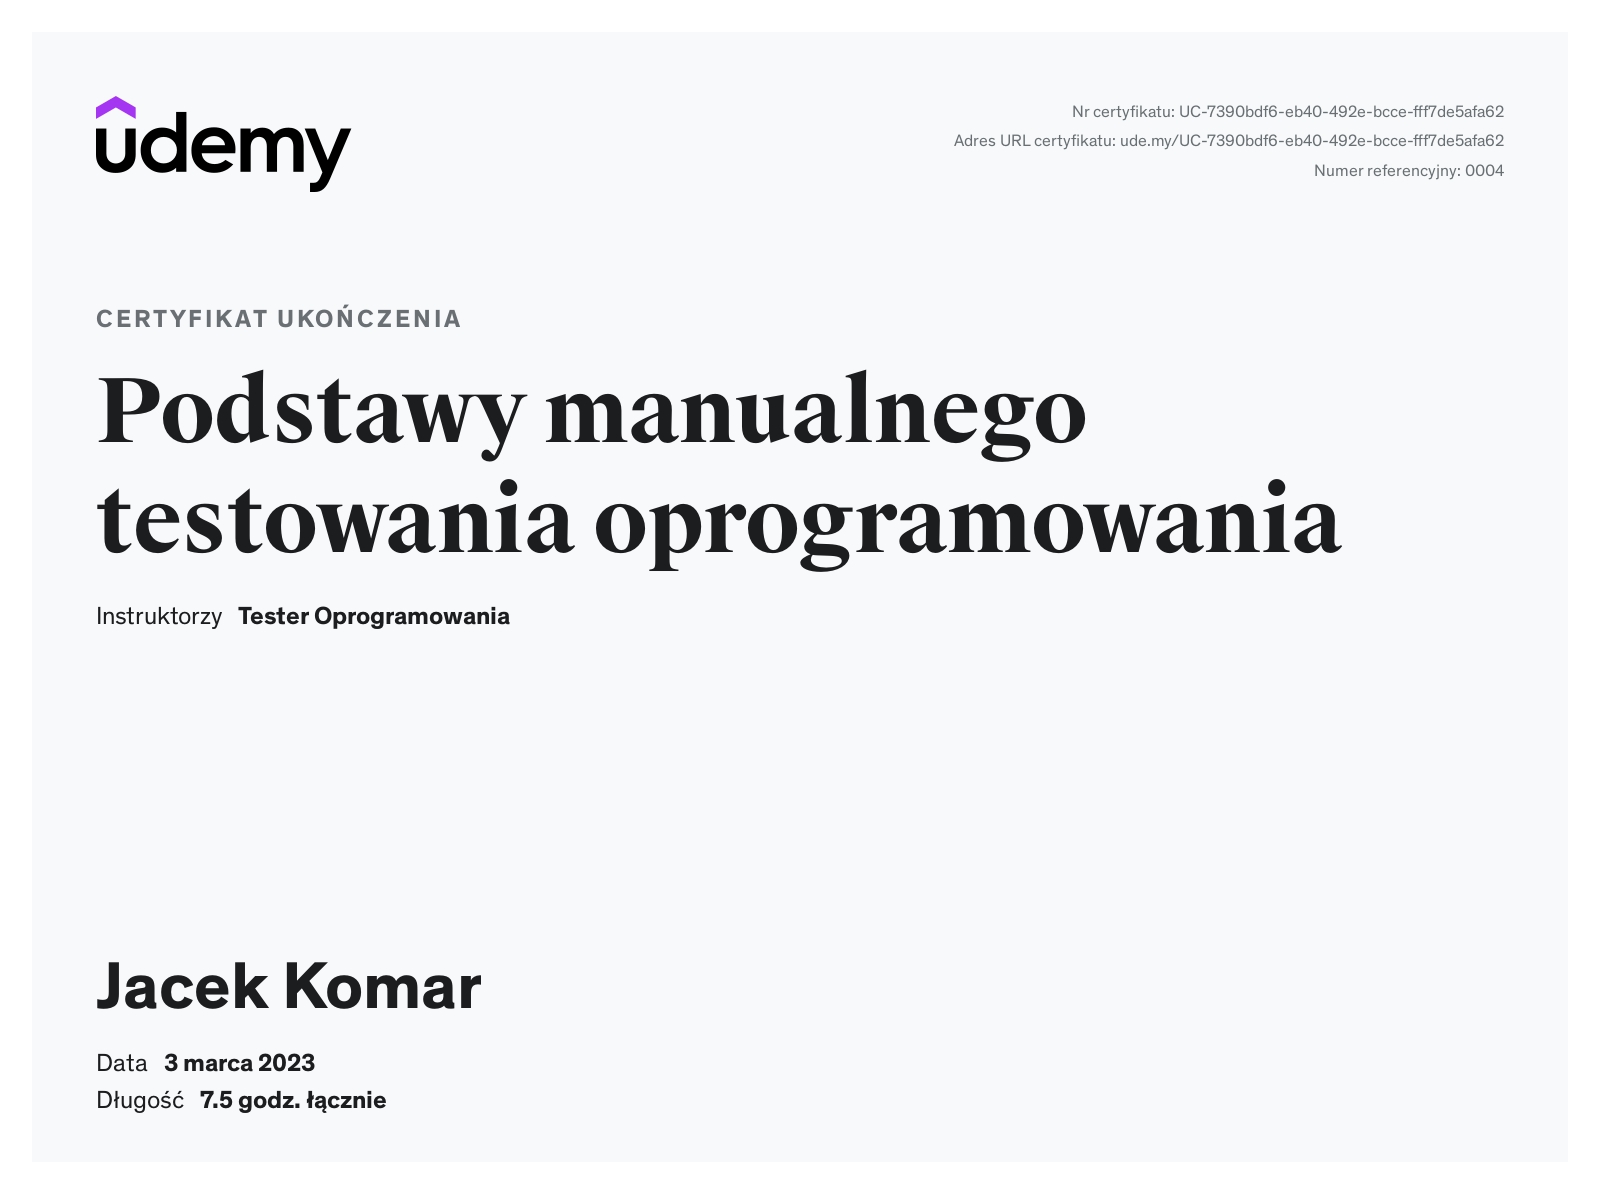 udemy
Nr certyfikatu: UC-7390bdf6-eb40-492e-bcce-fff7de5afa62
Adres URL certyfikatu: ude.my/UC-7390bdf6-eb40-492e-bcce-fff7de5afa62
Numer referencyjny: 0004
CERTYFIKAT UKOŃCZENIA
Podstawy manualnego
testowania oprogramowania
Instruktorzy Tester Oprogramowania
Jacek Komar
Data 3 marca 2023
Długość 7.5 godz. łącznie